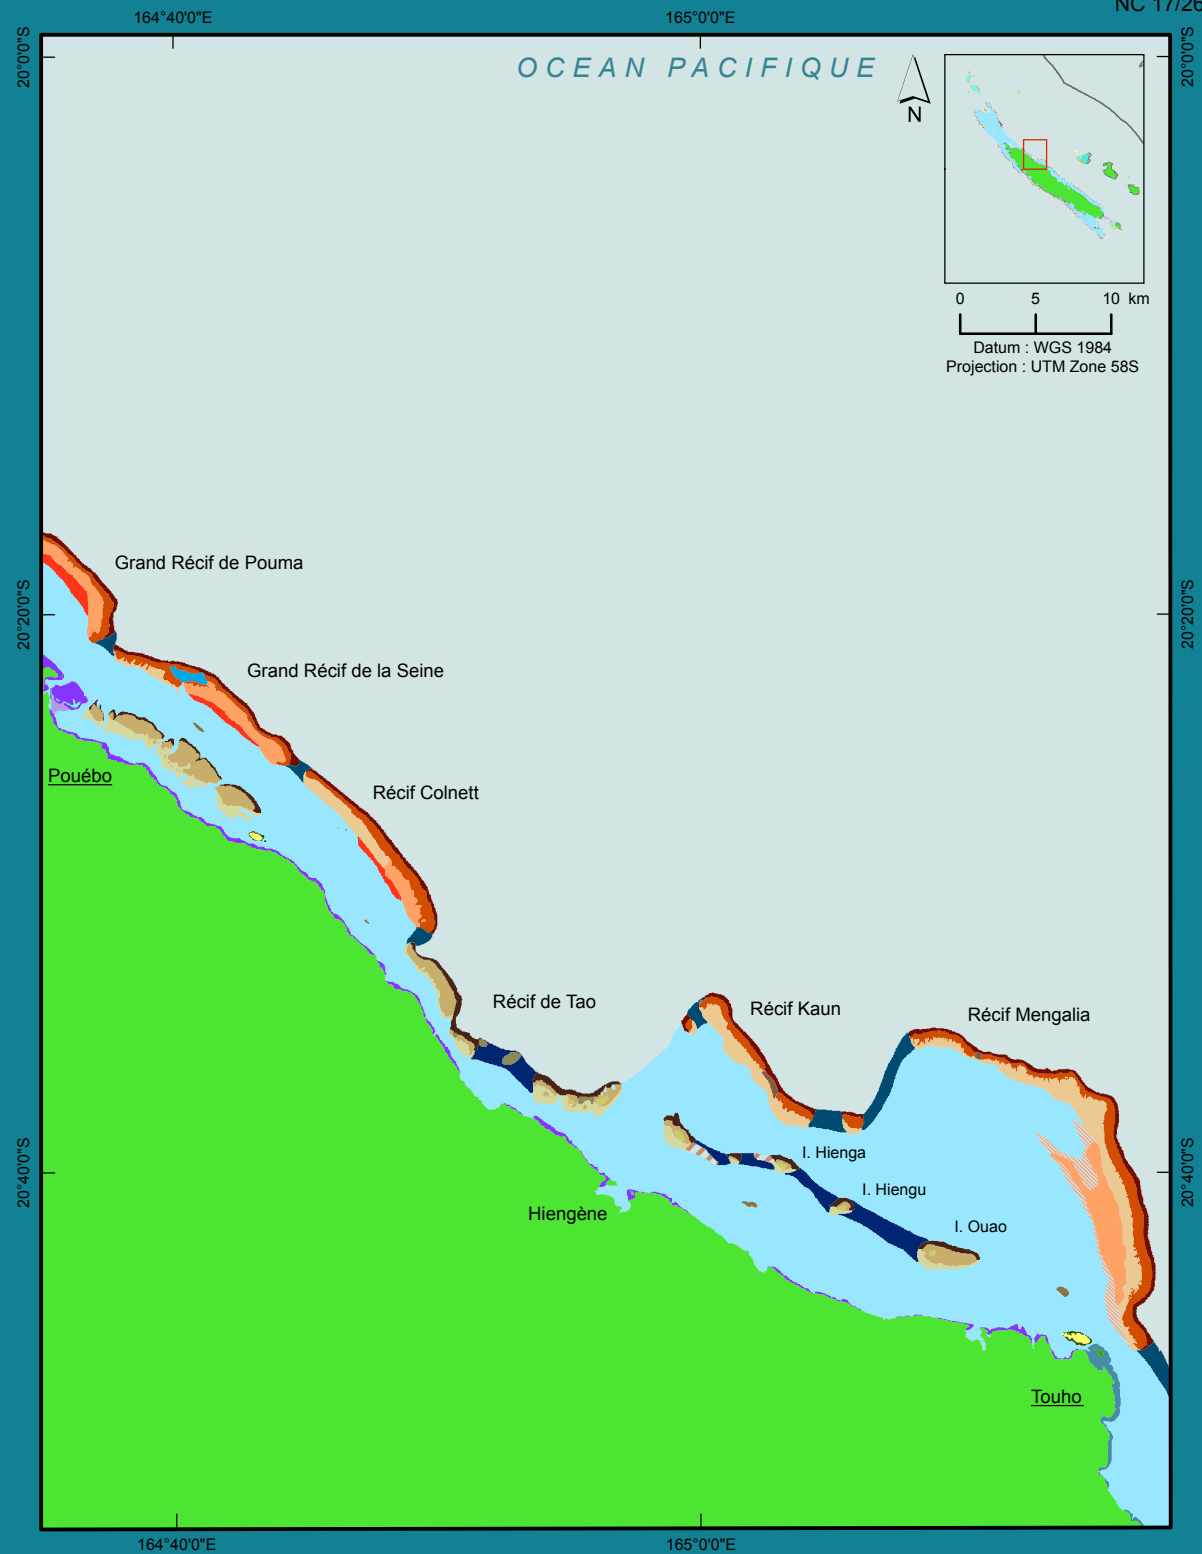 NC 17/26
164°40'0"E
165°0'0"E
20°0'0"S
20°0'0"S
OCEAN PACIFIQUE
N
0 5 10 km
Datum : WGS 1984
Projection : UTM Zone 58S
Grand Récif de Pouma
20°20'0"S
20°20'0"S
Grand Récif de la Seine
Pouébo
Récif Colnett
Récif de Tao
Récif Kaun
Récif Mengalia
20°40'0"S
20°40'0"S
I. Hienga
I. Hiengu
Hiengène
I. Ouao
Touho
164°40'0"E
165°0'0"E